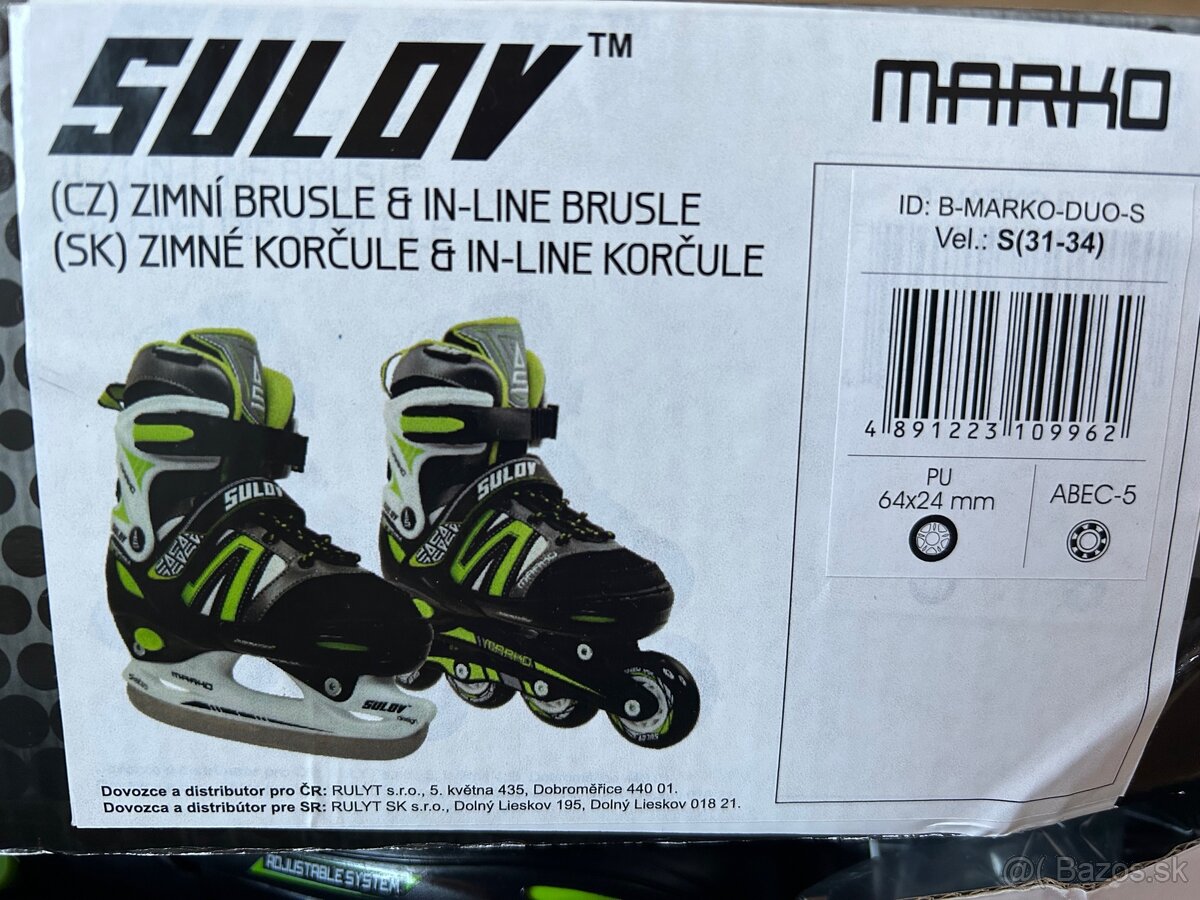 SULOV™
MARKO
(CZ) ZIMNÍ BRUSLE & IN-LINE BRUSLE
(SK) ZIMNÉ KORČULE & IN-LINE KORČULE
ID: B-MARKO-DUO-S
Vel.: S(31-34)
4 891223 109962
PU
64x24 mm
ABEC-5
SULOV
SULOV
MARKO
SULOV
design
MARKO
SULOV
Dovozce a distributor pro ČR: RULYT s.r.o., 5. května 435, Dobroměřice 440 01.
Dovozca a distribútor pre SR: RULYT SK s.r.o., Dolný Lieskov 195, Dolný Lieskov 018 21.
ADJUSTABLE SYSTEM
@( Bazos.sk